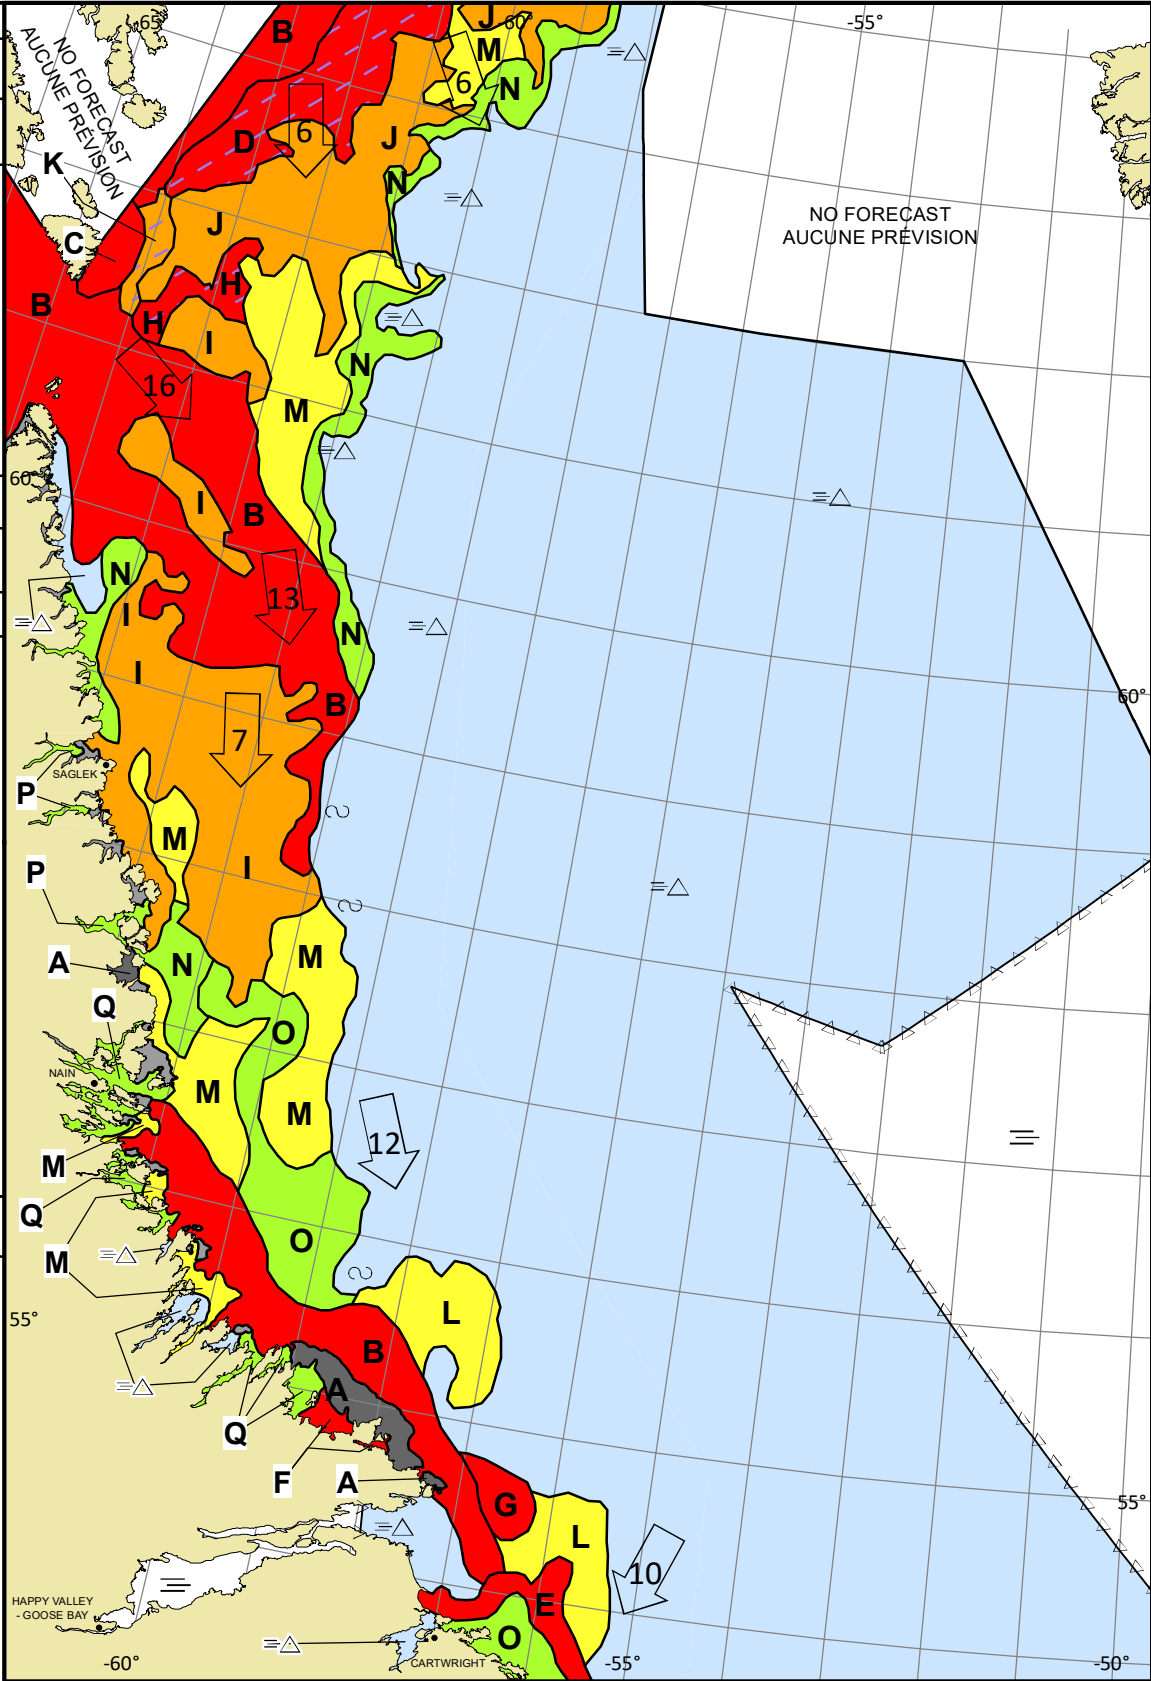 -65°
B
J
60°
-55°
NO FORECAST
AUCUNE PRÉVISION
M
6
N
D
6
J
K
N
J
NO FORECAST
AUCUNE PRÉVISION
C
H
B
H
I
N
16
M
60°
I
B
N
13
I
N
I
B
60°
7
SAGLEK
P
M
I
P
M
A
N
Q
O
NAIN
M
M
12
M
Q
O
M
L
55°
B
A
Q
F
A
G
55°
L
10
HAPPY VALLEY
- GOOSE BAY
E
O
CARTWRIGHT
-60°
-55°
-50°